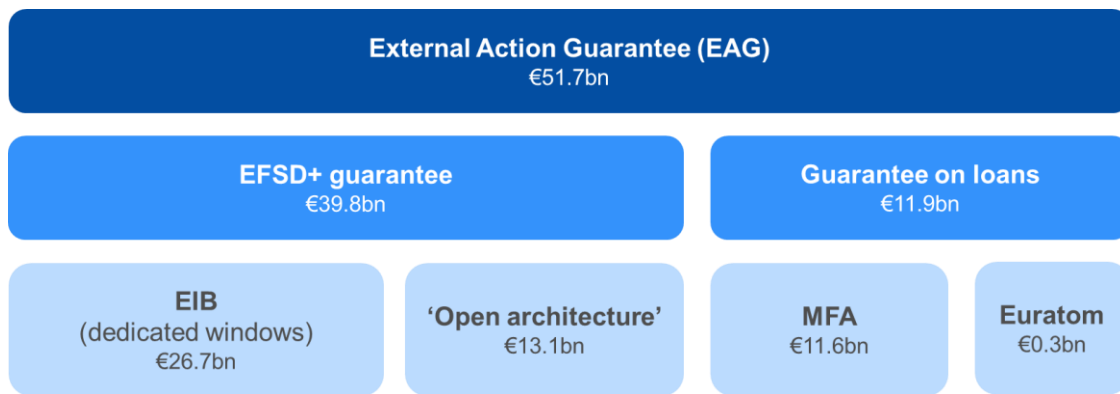 External Action Guarantee (EAG)
€51.7bn
EFSD+ guarantee
€39.8bn
Guarantee on loans
€11.9bn
EIB
(dedicated windows)
€26.7bn
‘Open architecture’
€13.1bn
MFA
€11.6bn
Euratom
€0.3bn